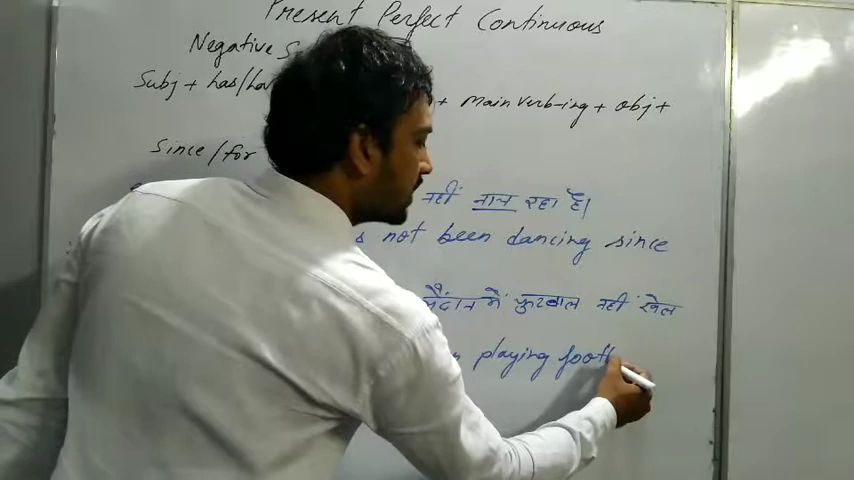 Present Perfect Continuous
Negative
Subj + has/ + main verb-ing + obj +
Since/for
नहीं नाच रहा है।
not been dancing since
मैदान में फुटबाल नहीं खेल
playing foot